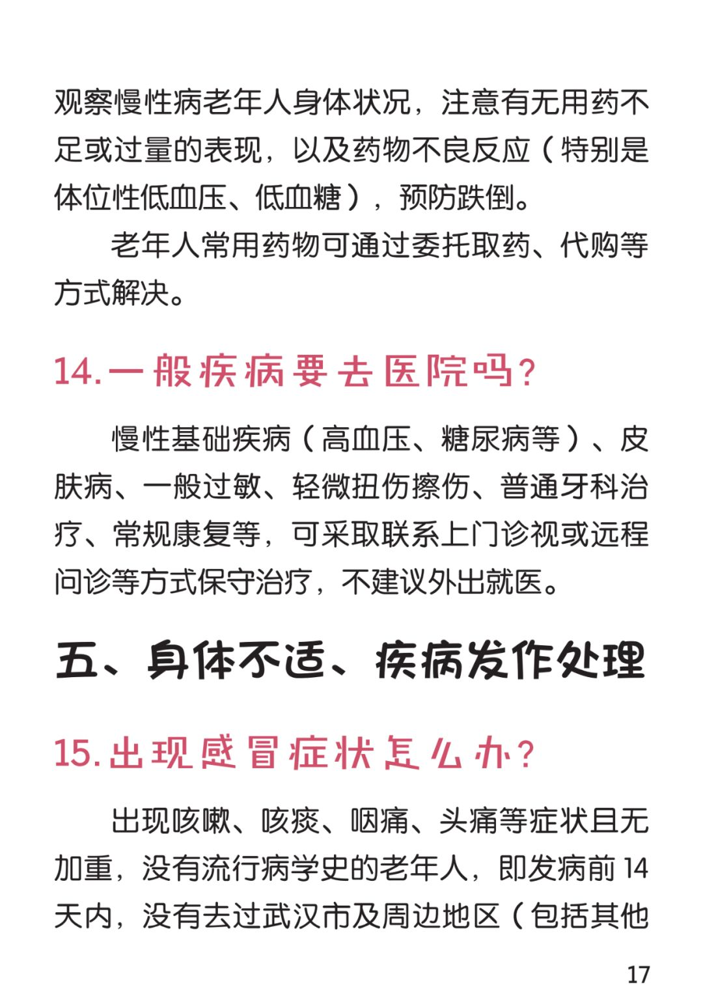 观察慢性病老年人身体状况，注意有无用药不
足或过量的表现，以及药物不良反应（特别是
体位性低血压、低血糖），预防跌倒。
老年人常用药物可通过委托取药、代购等
方式解决。
14.一般疾病要去医院吗?
慢性基础疾病（高血压、糖尿病等）、皮
肤病、一般过敏、轻微扭伤擦伤、普通牙科治
疗、常规康复等，可采取联系上门诊视或远程
问诊等方式保守治疗，不建议外出就医。
五、身体不适、疾病发作处理
15.出现感冒症状怎么办?
出现咳嗽、咳痰、咽痛、头痛等症状且无
加重，没有流行病学史的老年人，即发病前14
天内，没有去过武汉市及周边地区（包括其他
17